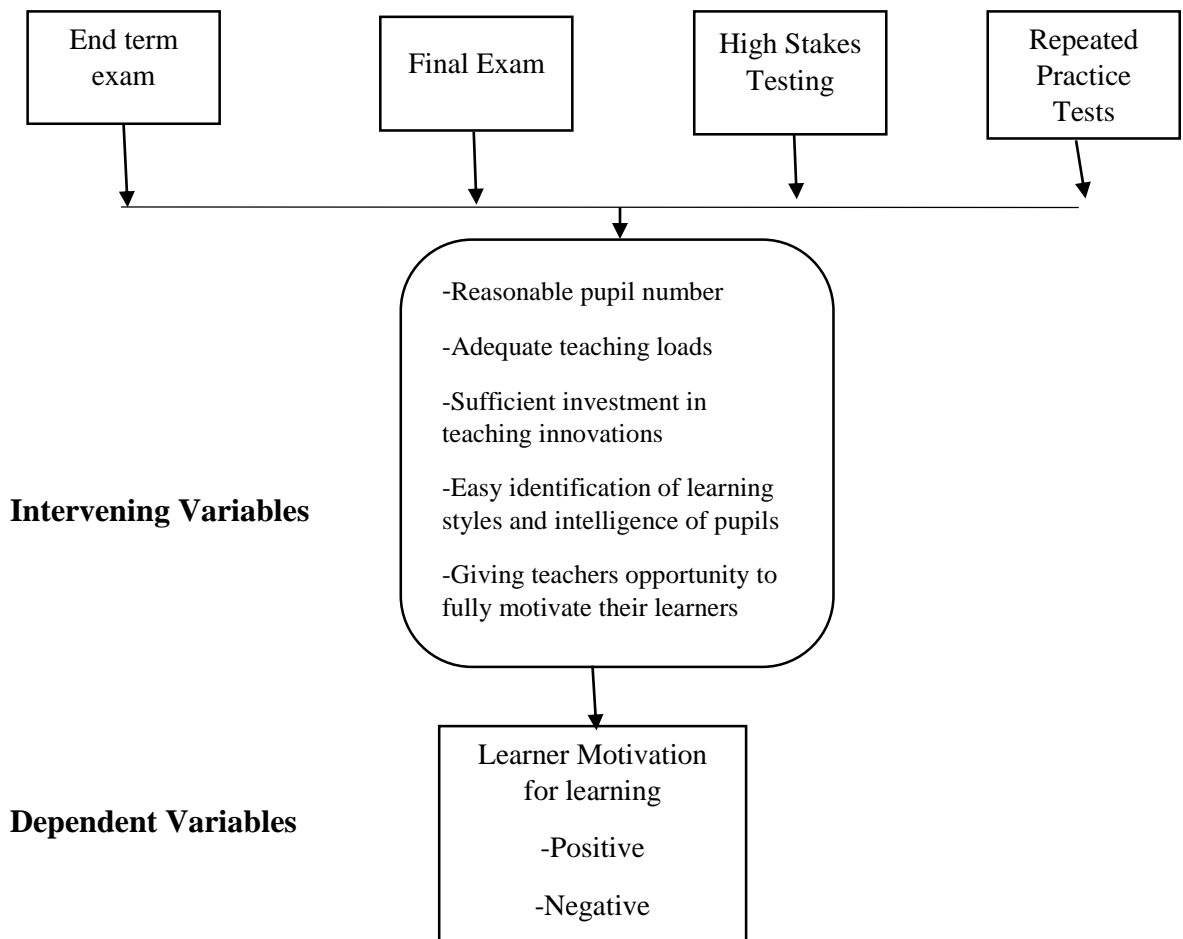 End term
exam
Final Exam
High Stakes
Testing
Repeated
Practice
Tests
-Reasonable pupil number
-Adequate teaching loads
-Sufficient investment in
teaching innovations
-Easy identification of learning
styles and intelligence of pupils
-Giving teachers opportunity to
fully motivate their learners
Intervening Variables
Learner Motivation
for learning
-Positive
-Negative
Dependent Variables